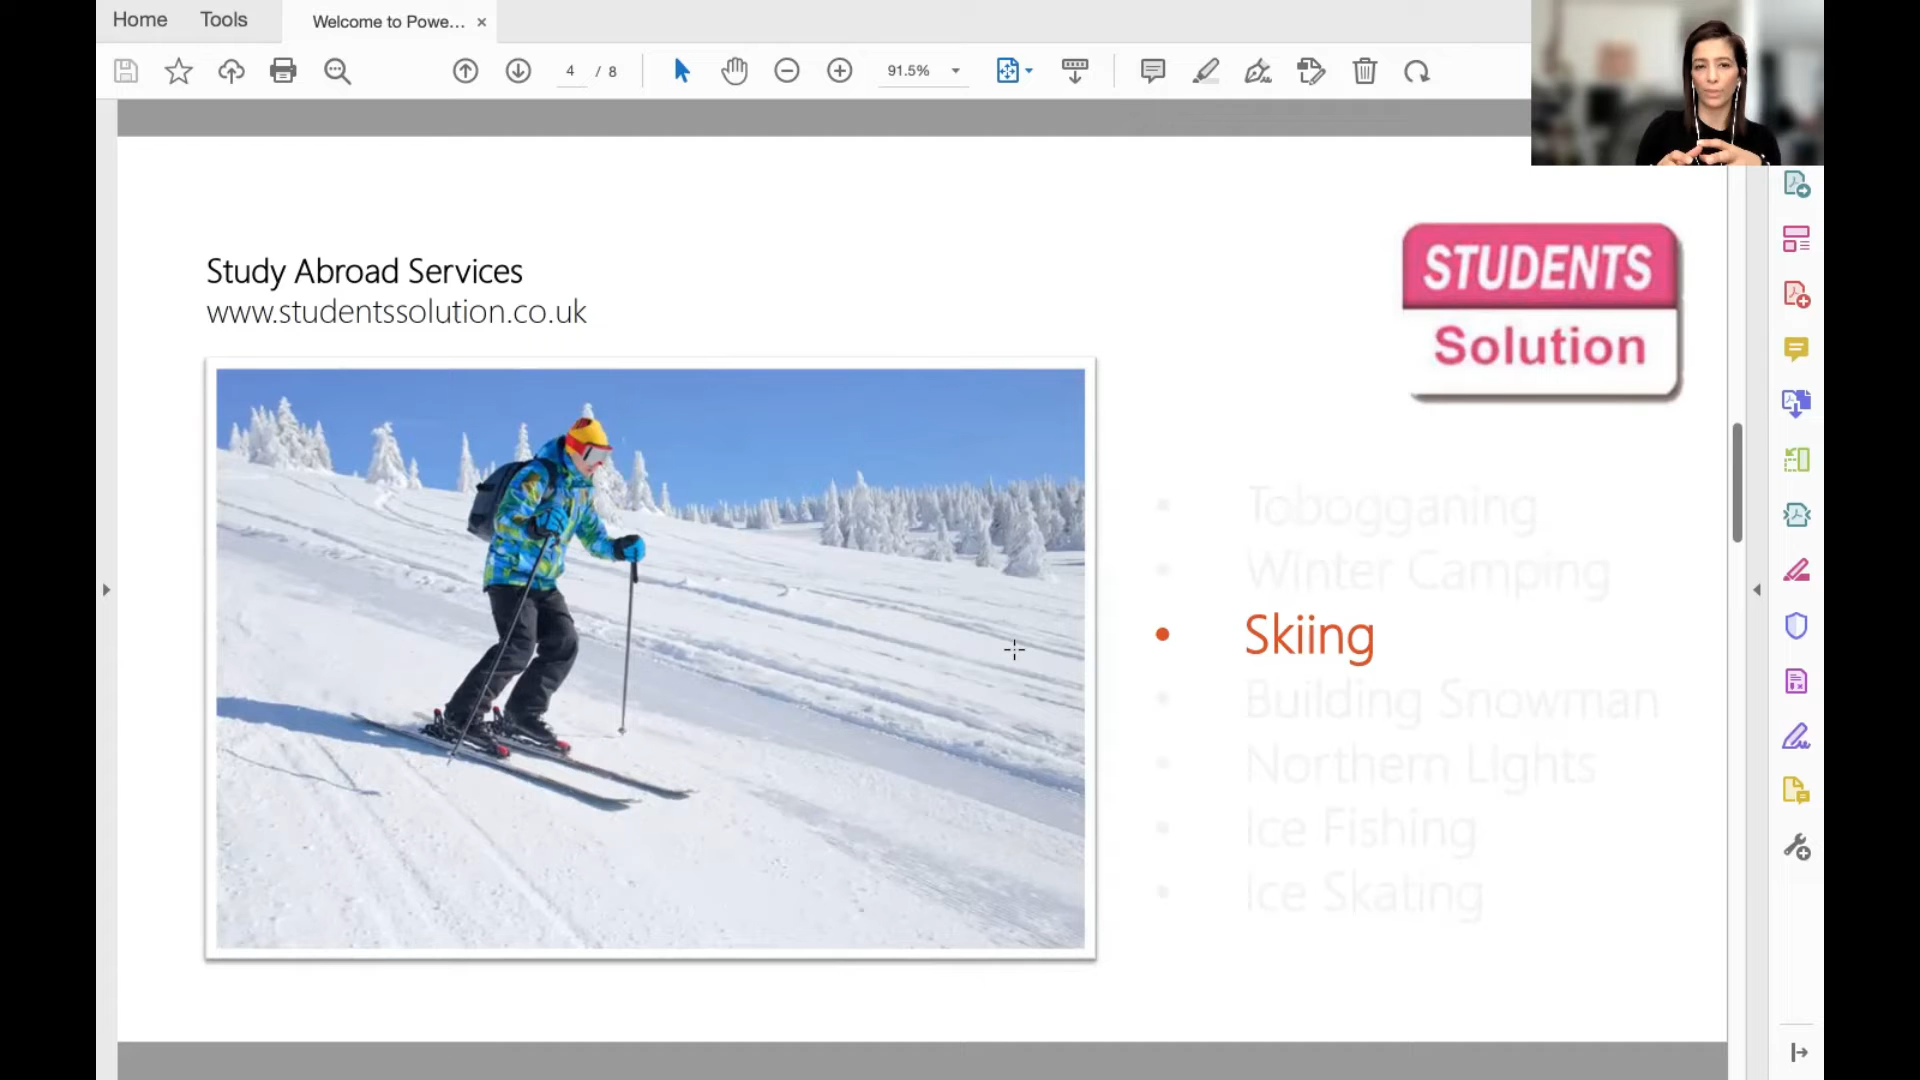 Home Tools Welcome to Powe... ×
4 / 8 91.5%
Study Abroad Services
www.studentssolution.co.uk
STUDENTS
Solution
• Tobogganing
• Winter Camping
• Skiing
• Building Snowman
• Northern Lights
• Ice Fishing
• Ice Skating